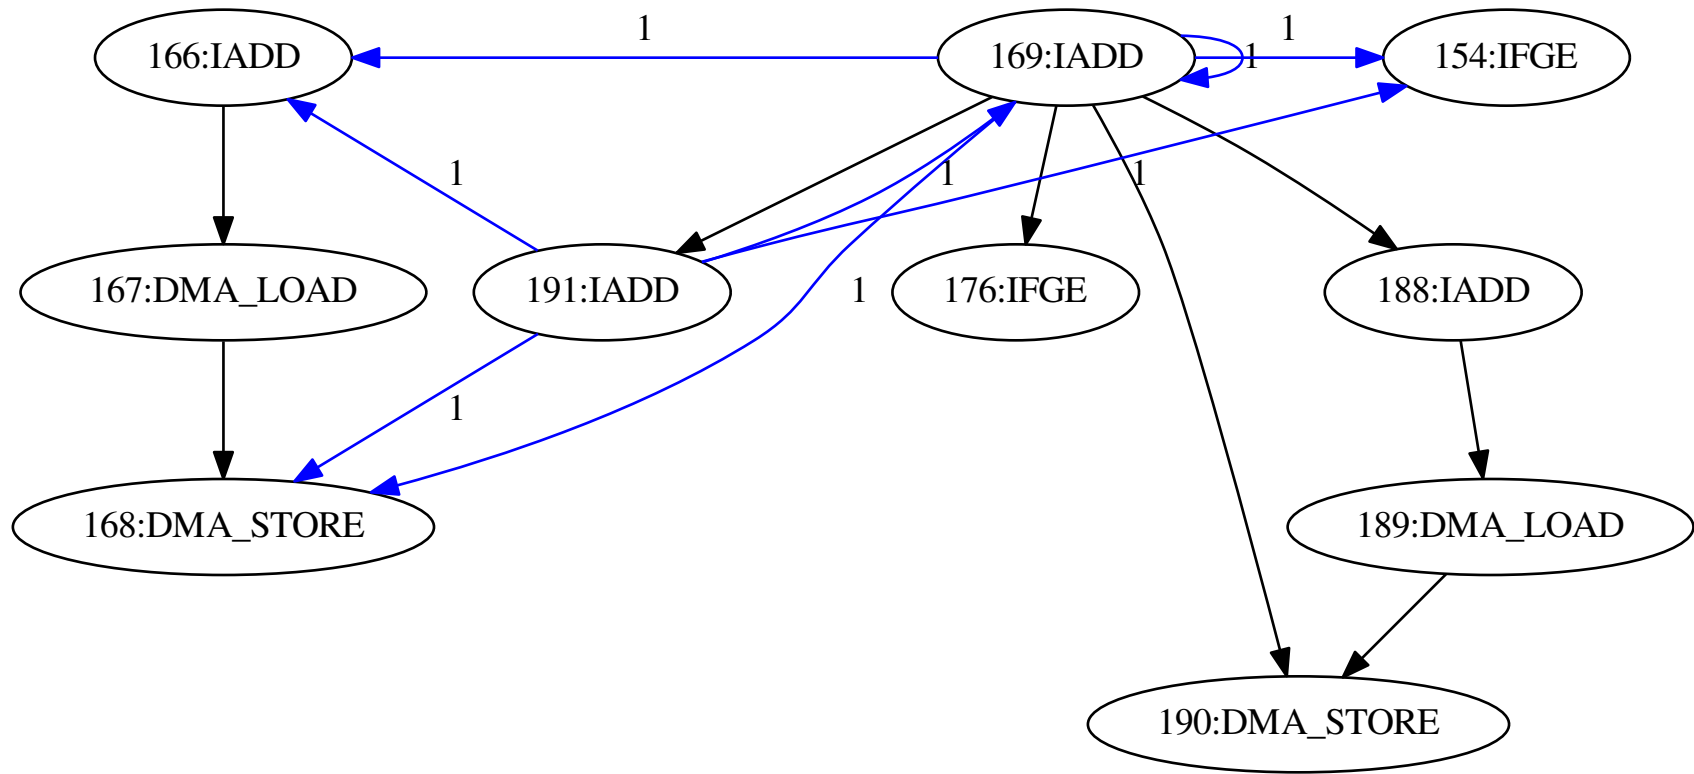 1
1
166:IADD
169:IADD
1
154:IFGE
1
1
1
167:DMA_LOAD
191:IADD
1
176:IFGE
188:IADD
1
168:DMA_STORE
189:DMA_LOAD
190:DMA_STORE